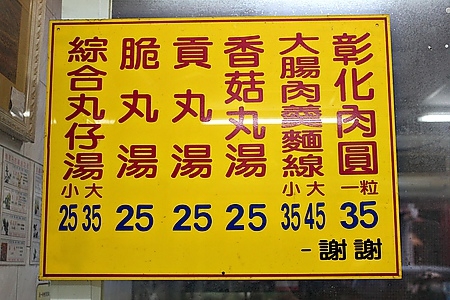 彰化肉圓
一粒
35
大腸肉羹麵線
小 大
35 45
香菇丸湯
25
貢丸湯
25
脆丸湯
25
綜合丸仔湯
小 大
25 35
-謝謝